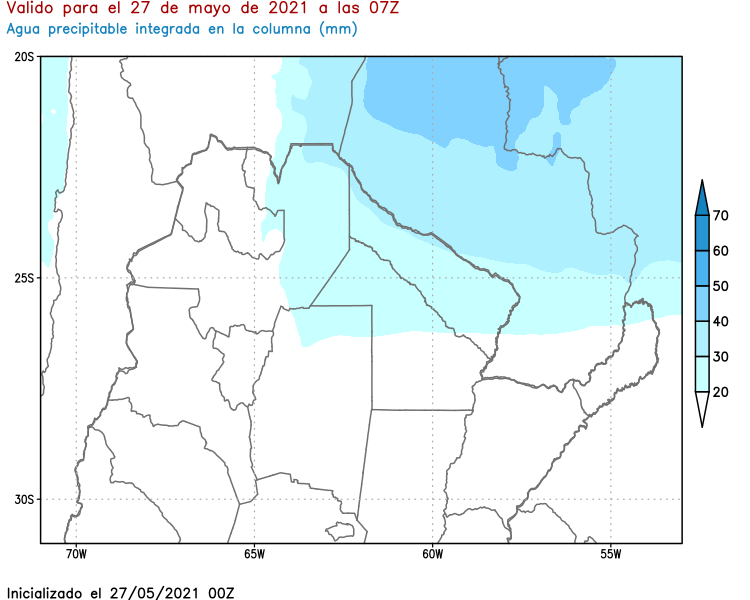 Valido para el 27 de mayo de 2021 a las 07Z
Agua precipitable integrada en la columna (mm)
20S
25S
30S
70W
65W
60W
55W
70
60
50
40
30
20
Inicializado el 27/05/2021 00Z